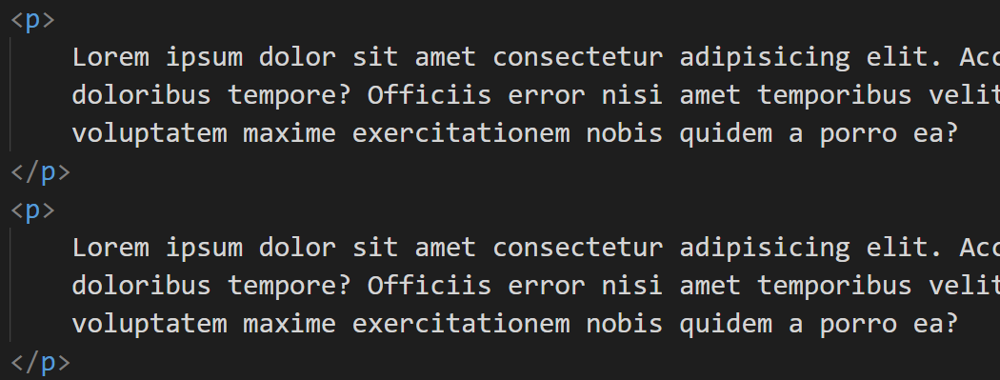 <p>
Lorem ipsum dolor sit amet consectetur adipisicing elit. Acc
doloribus tempore? Officiis error nisi amet temporibus velit
voluptatem maxime exercitationem nobis quidem a porro ea?
</p>
<p>
Lorem ipsum dolor sit amet consectetur adipisicing elit. Acc
doloribus tempore? Officiis error nisi amet temporibus velit
voluptatem maxime exercitationem nobis quidem a porro ea?
</p>